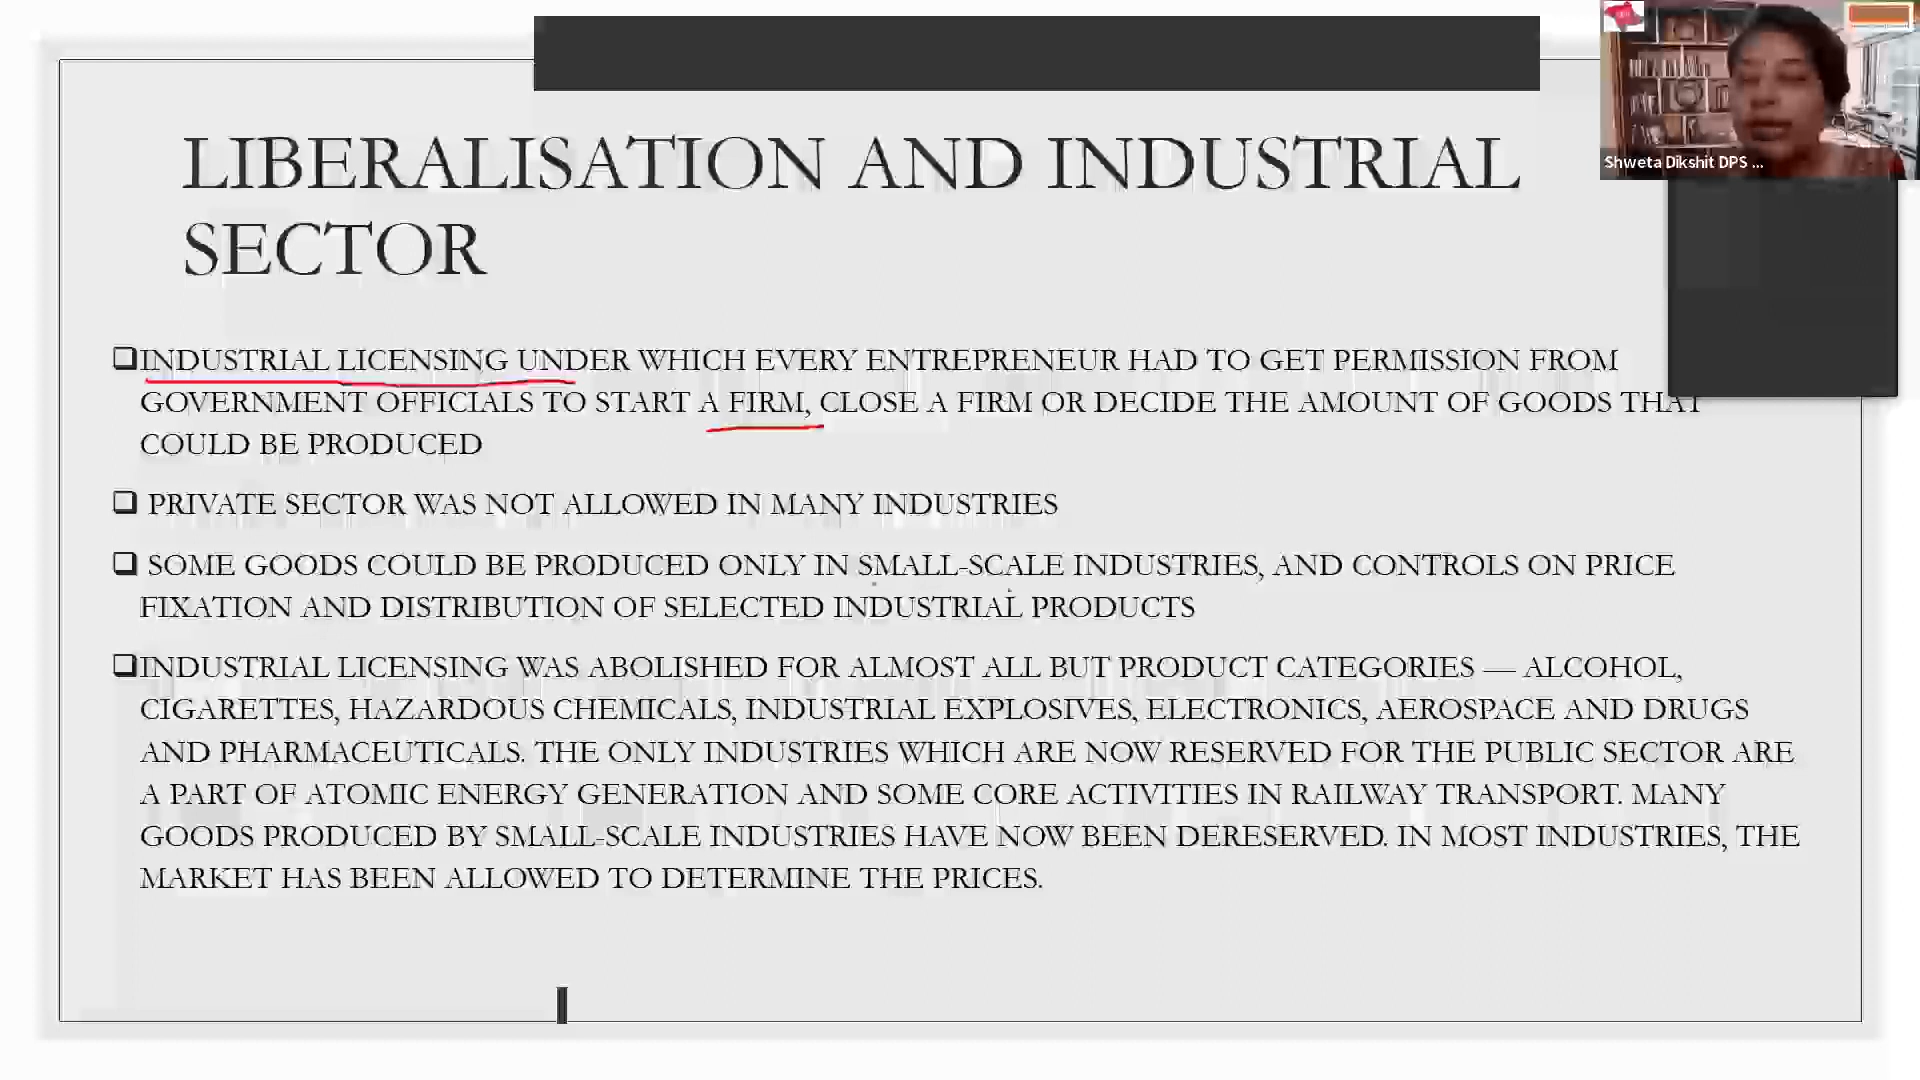 LIBERALISATION AND INDUSTRIAL
SECTOR
INDUSTRIAL LICENSING UNDER WHICH EVERY ENTREPRENEUR HAD TO GET PERMISSION FROM
GOVERNMENT OFFICIALS TO START A FIRM, CLOSE A FIRM OR DECIDE THE AMOUNT OF GOODS THAT
COULD BE PRODUCED
PRIVATE SECTOR WAS NOT ALLOWED IN MANY INDUSTRIES
SOME GOODS COULD BE PRODUCED ONLY IN SMALL-SCALE INDUSTRIES, AND CONTROLS ON PRICE
FIXATION AND DISTRIBUTION OF SELECTED INDUSTRIAL PRODUCTS
INDUSTRIAL LICENSING WAS ABOLISHED FOR ALMOST ALL BUT PRODUCT CATEGORIES — ALCOHOL,
CIGARETTES, HAZARDOUS CHEMICALS, INDUSTRIAL EXPLOSIVES, ELECTRONICS, AEROSPACE AND DRUGS
AND PHARMACEUTICALS. THE ONLY INDUSTRIES WHICH ARE NOW RESERVED FOR THE PUBLIC SECTOR ARE
A PART OF ATOMIC ENERGY GENERATION AND SOME CORE ACTIVITIES IN RAILWAY TRANSPORT. MANY
GOODS PRODUCED BY SMALL-SCALE INDUSTRIES HAVE NOW BEEN DERESERVED. IN MOST INDUSTRIES, THE
MARKET HAS BEEN ALLOWED TO DETERMINE THE PRICES.
Shweta Dikshit DPS ...